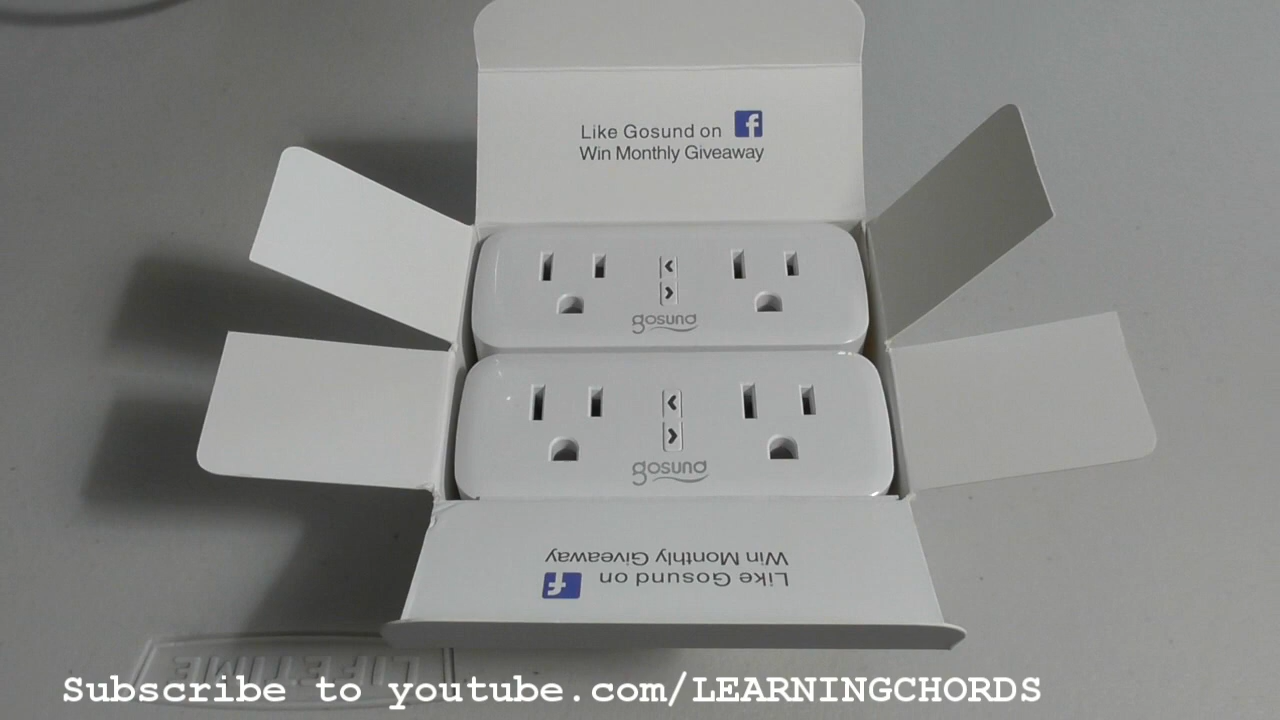 Like Gosund on
Win Monthly Giveaway
gosund
gosund
Like Gosund on
Win Monthly Giveaway
LIFETIME
Subscribe to youtube.com/LEARNINGCHORDS